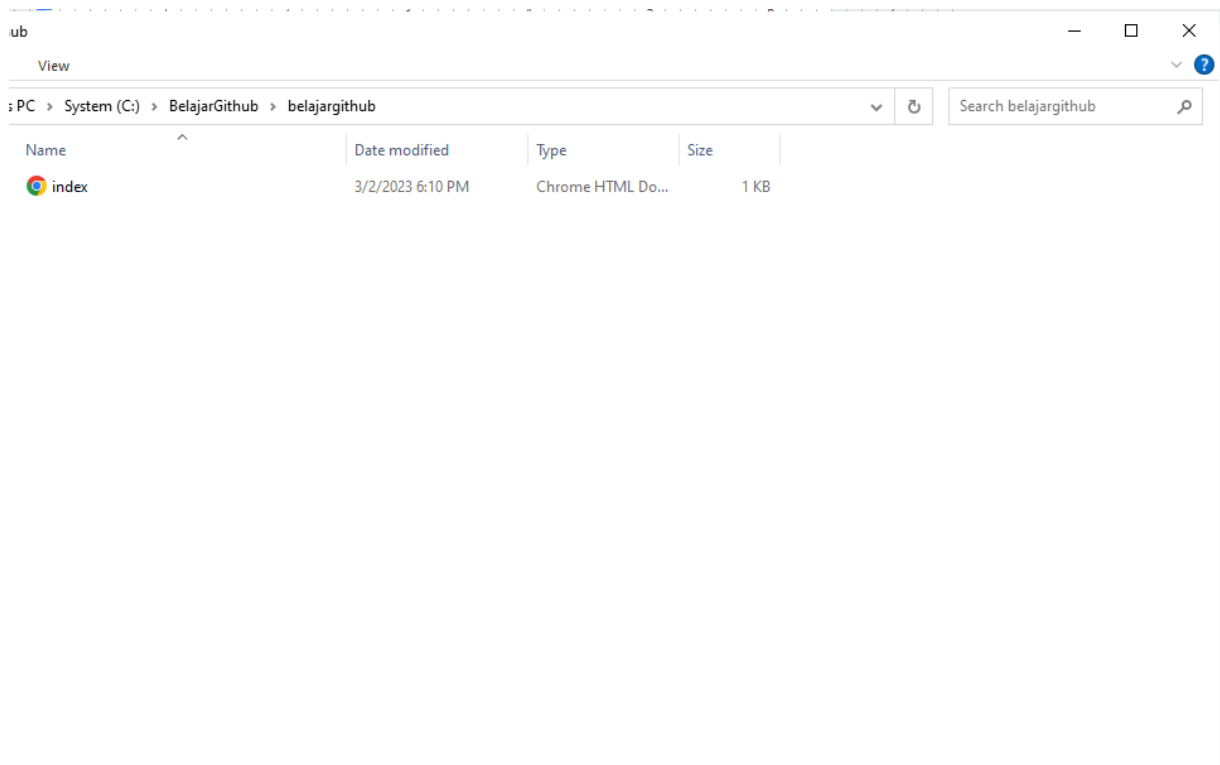 ub
View
s PC > System (C:) > BelajarGithub > belajargithub
Search belajargithub
Name Date modified Type Size
index 3/2/2023 6:10 PM Chrome HTML Do... 1 KB